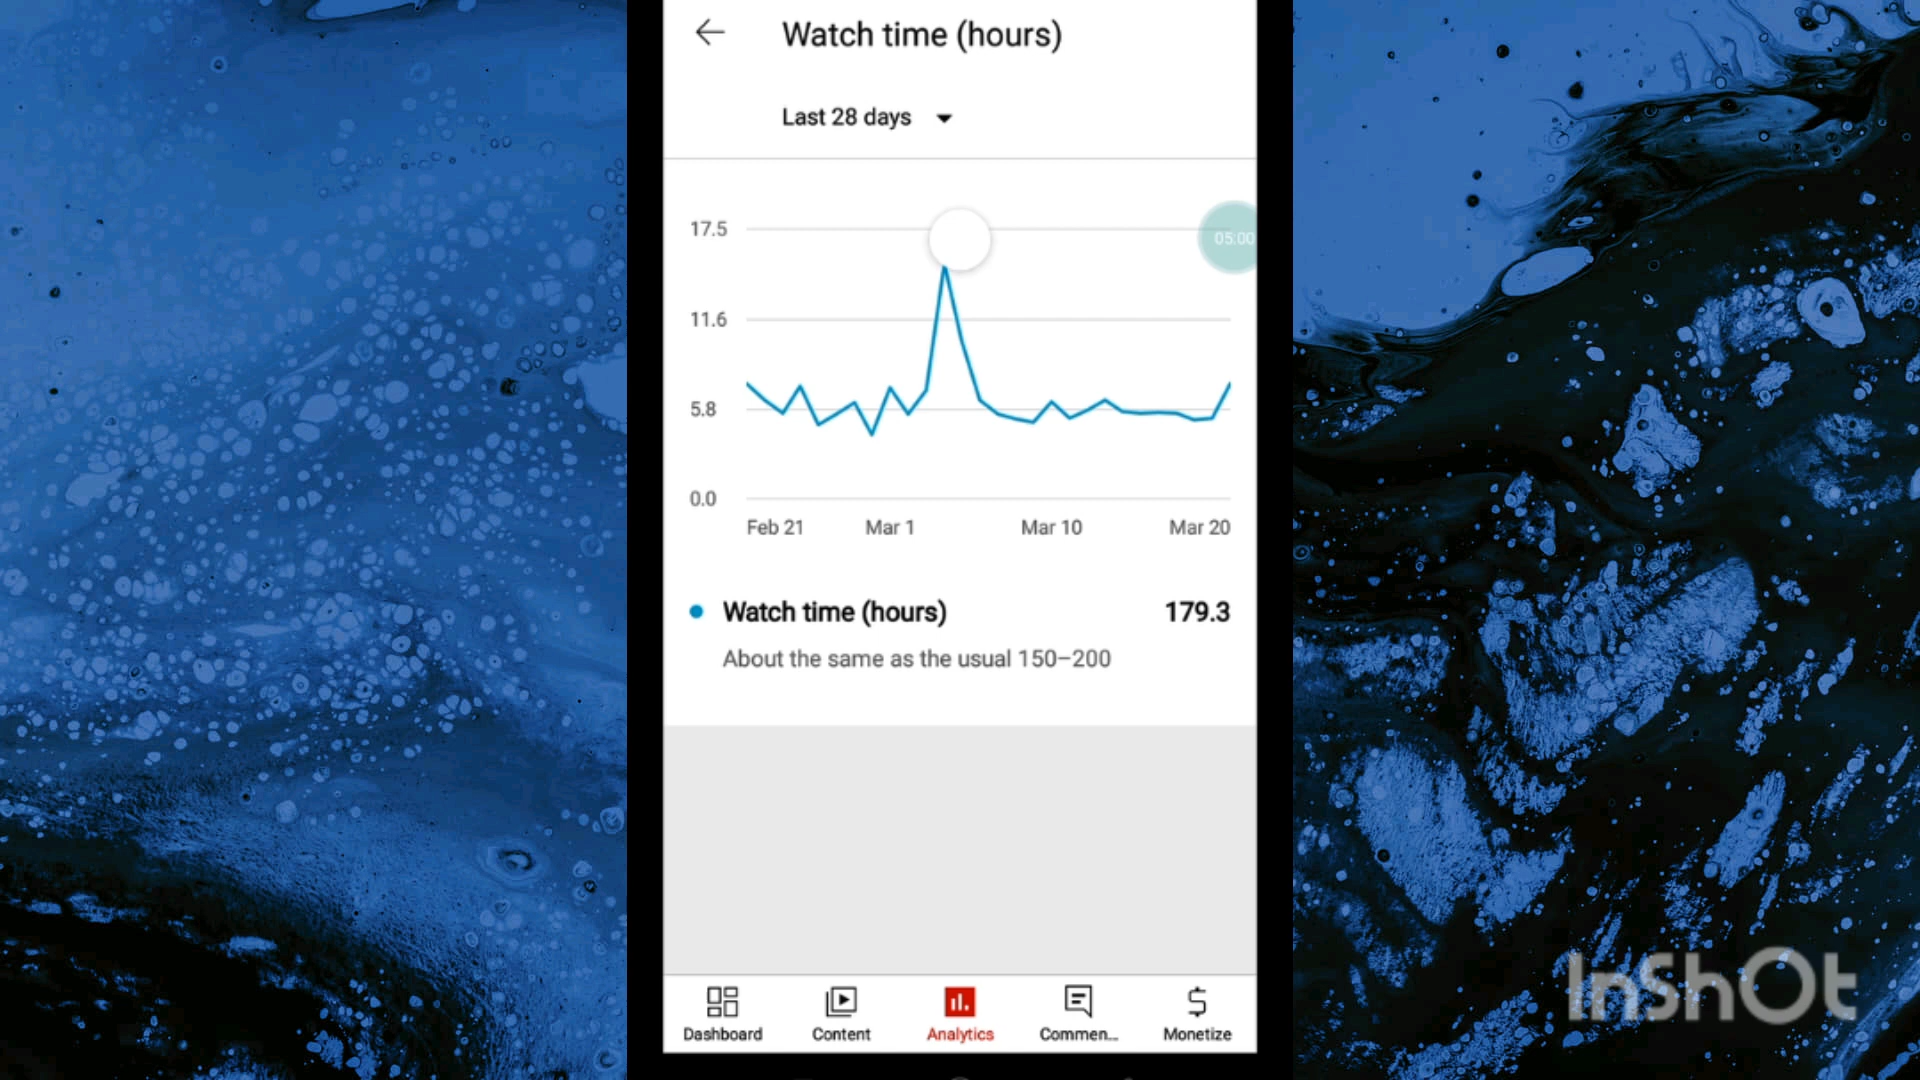 Watch time (hours)
Last 28 days
17.5
05:00
11.6
5.8
0.0
Feb 21
Mar 1
Mar 10
Mar 20
Watch time (hours)
179.3
About the same as the usual 150–200
Dashboard
Content
Analytics
Commen...
Monetize
InShOt